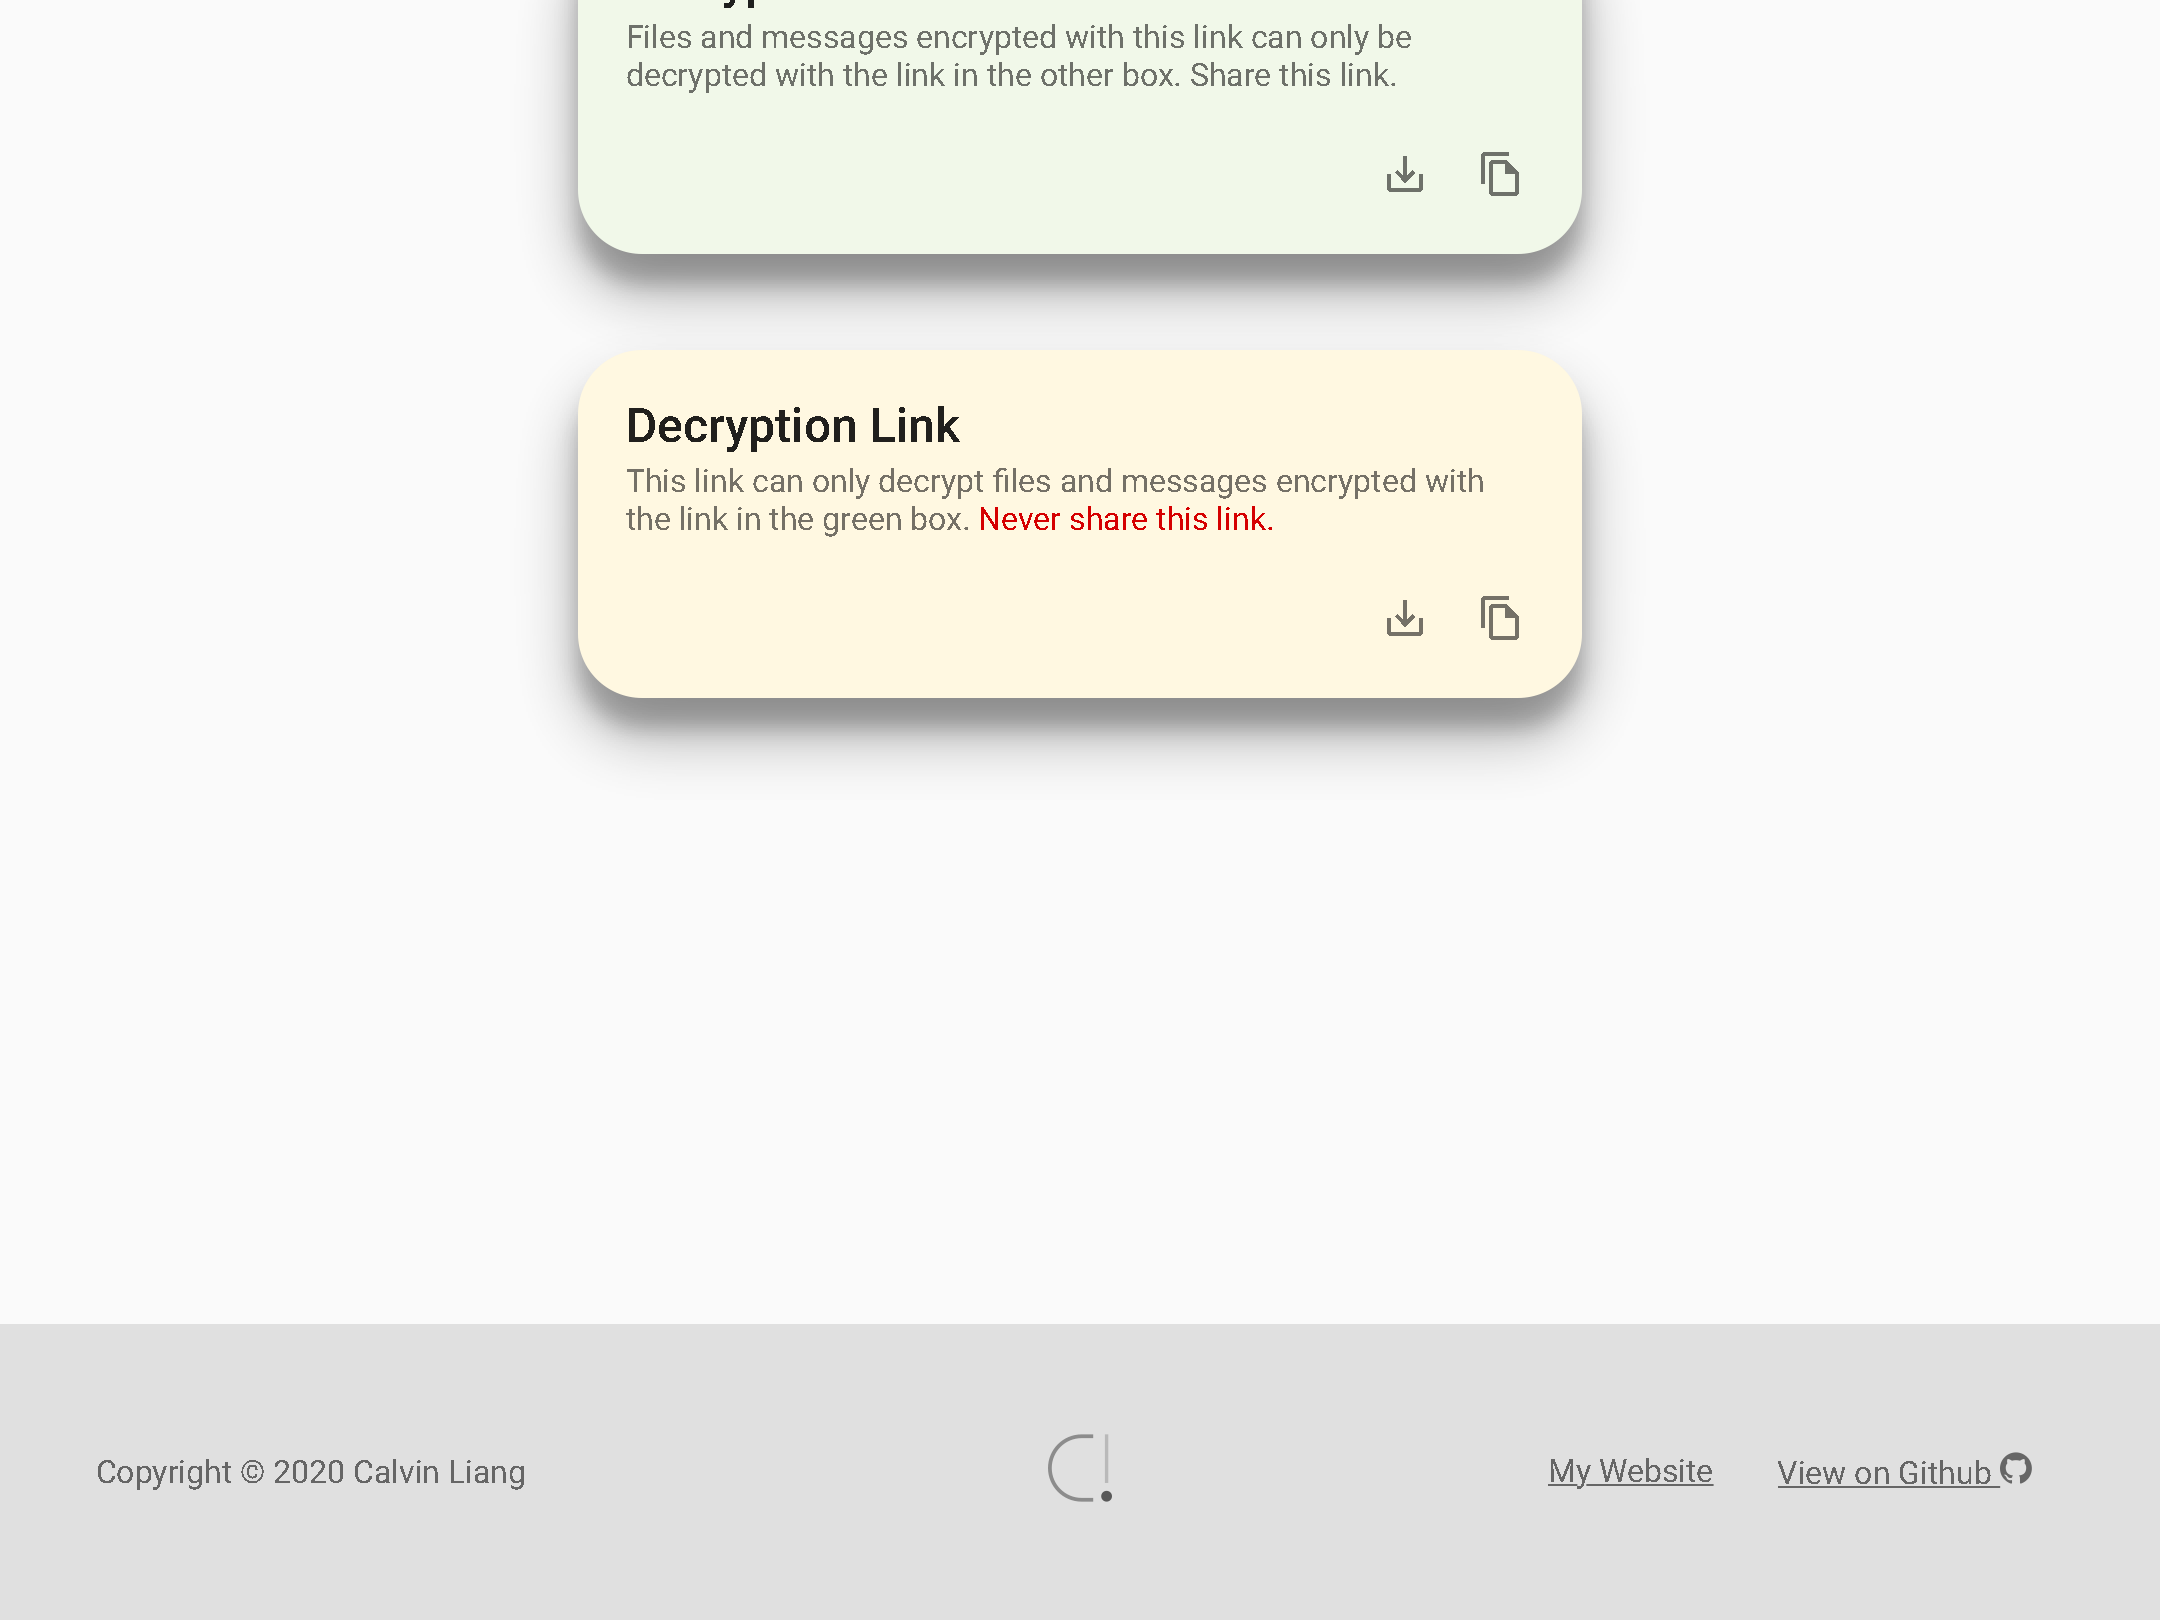 Files and messages encrypted with this link can only be
decrypted with the link in the other box. Share this link.
Decryption Link
This link can only decrypt files and messages encrypted with
the link in the green box. Never share this link.
Copyright © 2020 Calvin Liang
My Website
View on Github